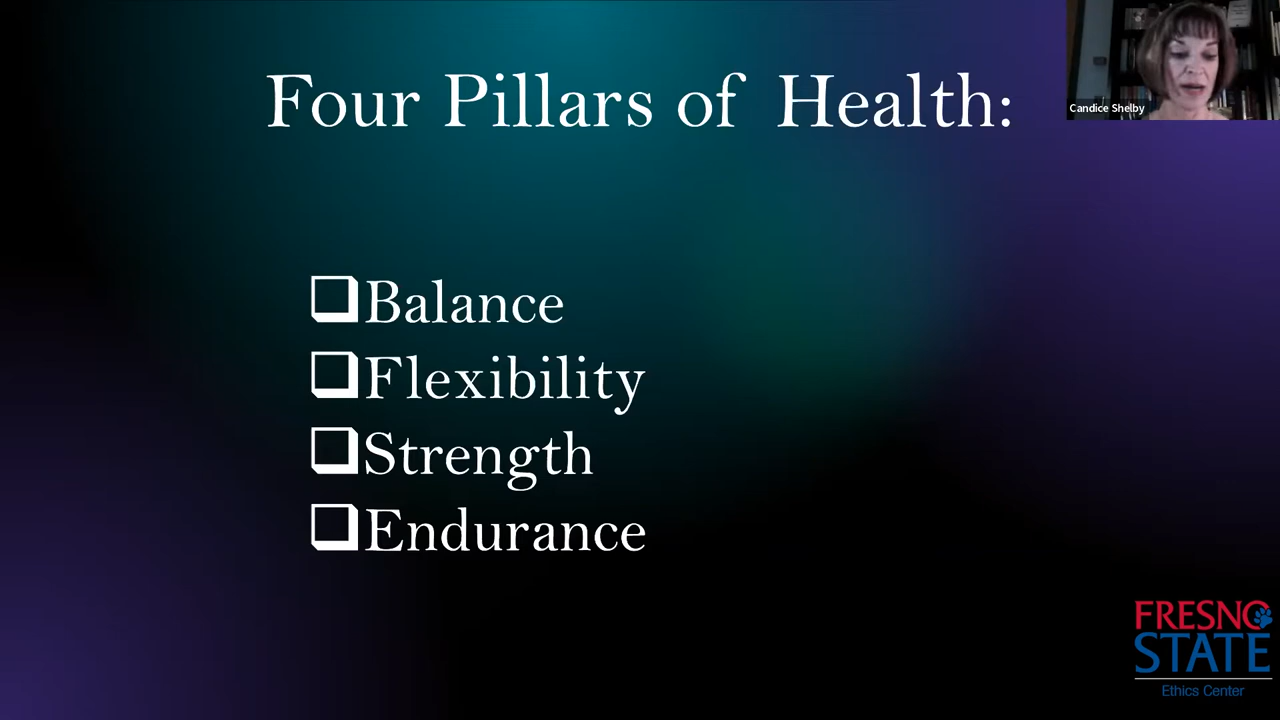 Four Pillars of Health:
Candice Shelby
Balance
Flexibility
Strength
Endurance
FRESNO
STATE
Ethics Center